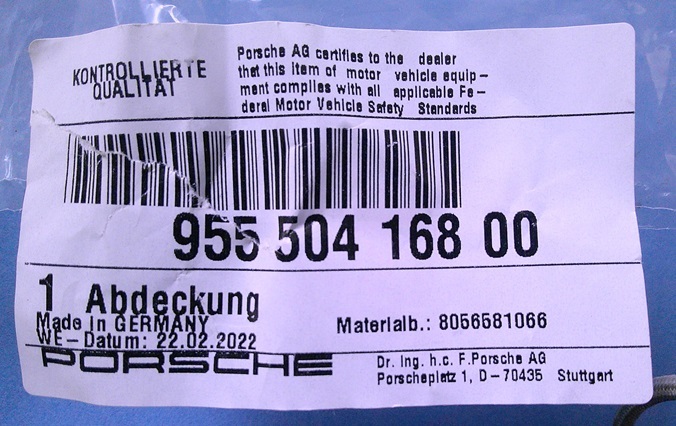 KONTROLLIERTE
QUALITÄT
Porsche AG certifies to the dealer
that this item of motor vehicle equip-
ment complies with all applicable Fe-
deral Motor Vehicle Safety Standards
955 504 168 00
1 Abdeckung
Made in GERMANY
WE-Datum: 22.02.2022
Materialb.: 8056581066
PORSCHE
Dr. Ing. h.c. F.Porsche AG
Porscheplatz 1, D-70435 Stuttgart